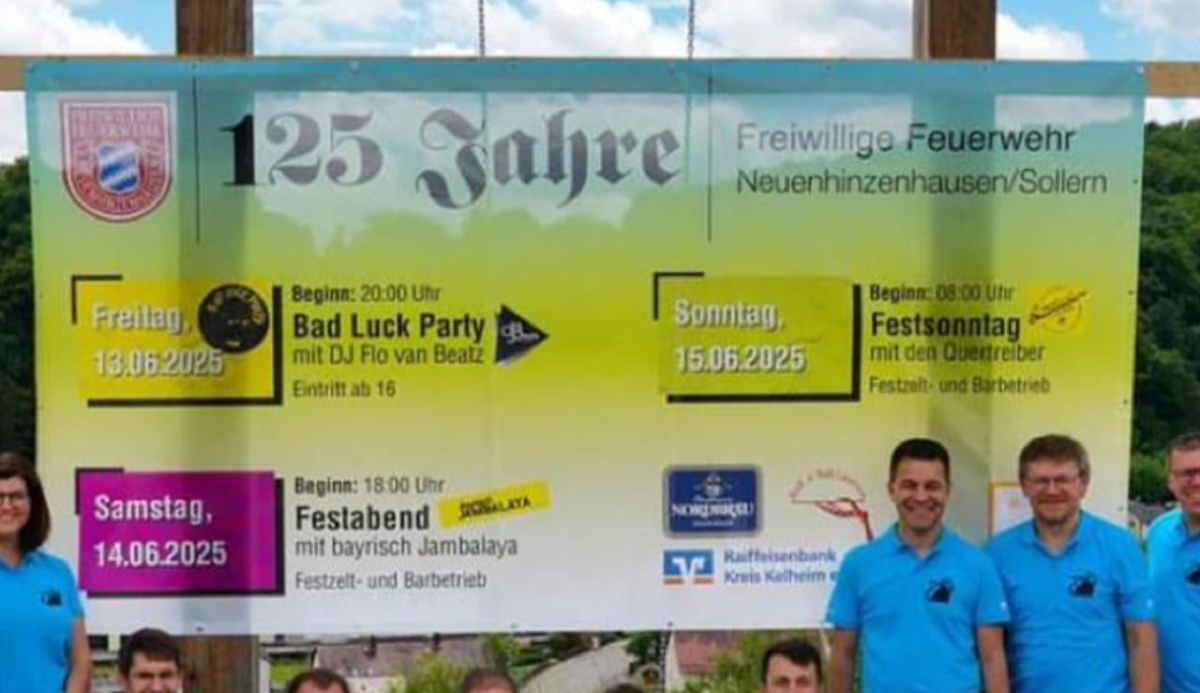 125 Jahre
Freiwillige Feuerwehr
Neuenhinzenhausen/Sollern
Freitag,
13.06.2025
Beginn: 20:00 Uhr
Bad Luck Party
mit DJ Flo van Beatz
Eintritt ab 16
Sonntag,
15.06.2025
Beginn: 08:00 Uhr
Festsonntag
mit den Quertreiber
Festzelt- und Barbetrieb
Samstag,
14.06.2025
Beginn: 18:00 Uhr
Festabend
JAMBALAYA
mit bayrisch Jambalaya
Festzelt- und Barbetrieb
NORDBRÄU
Raiffeisenbank
Kreis Kelheim e